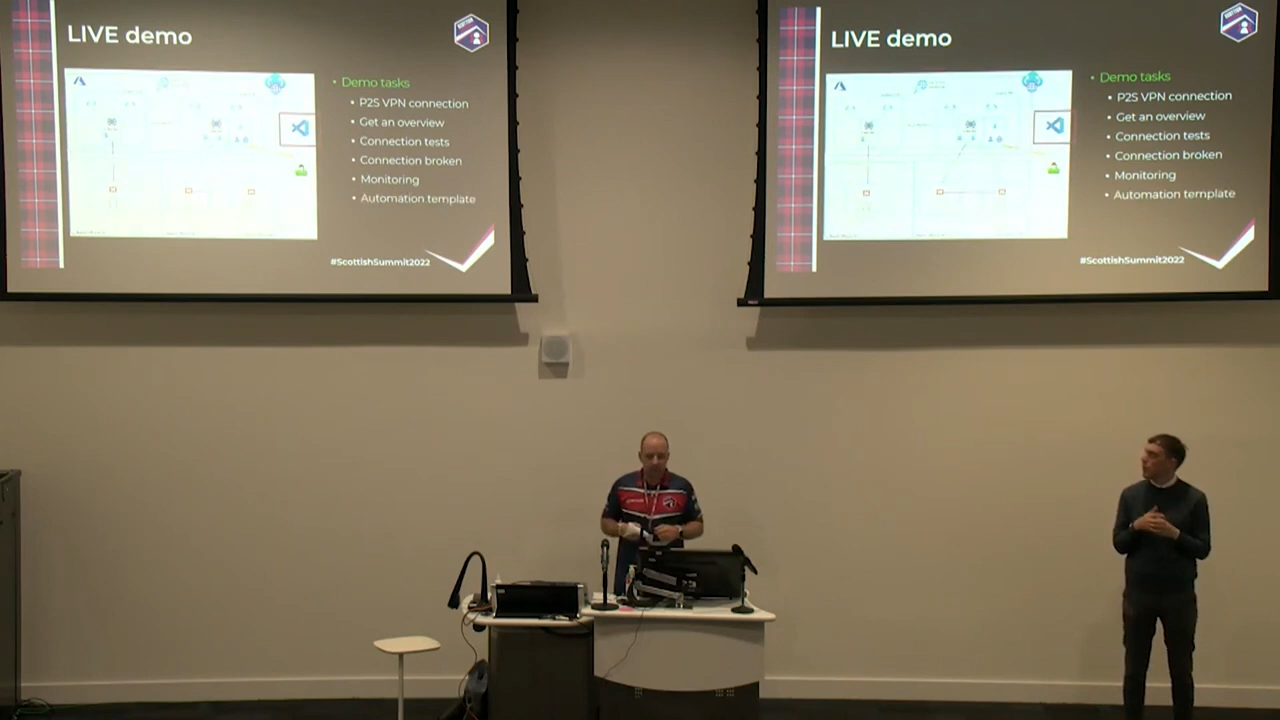 LIVE demo
• Demo tasks
• P2S VPN connection
• Get an overview
• Connection tests
• Connection broken
• Monitoring
• Automation template
#ScottishSummit2022
LIVE demo
• Demo tasks
• P2S VPN connection
• Get an overview
• Connection tests
• Connection broken
• Monitoring
• Automation template
#ScottishSummit2022